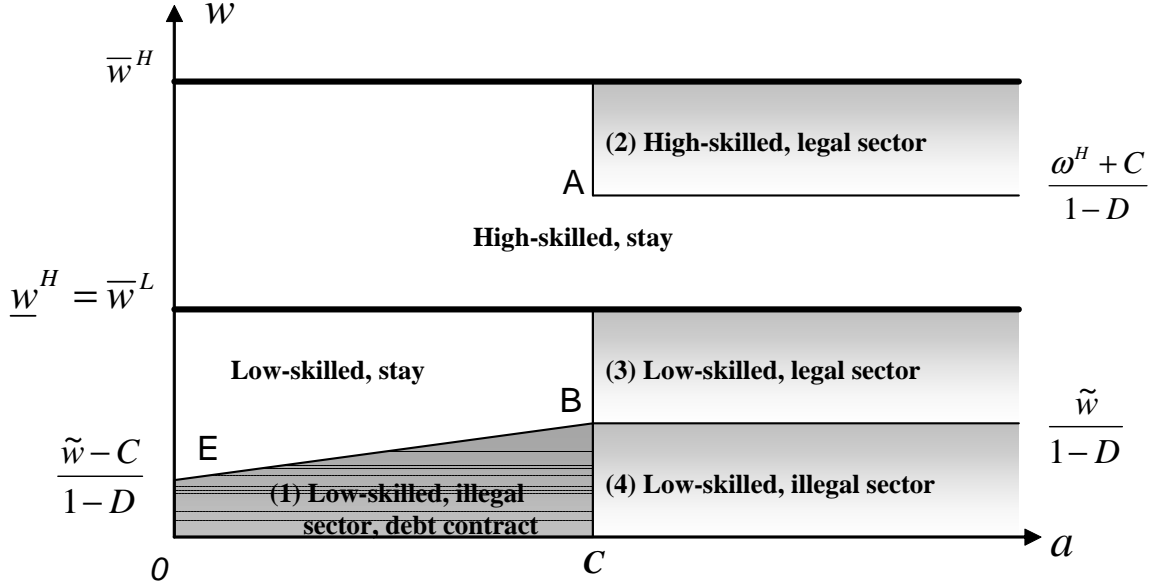 w
w̅ᴴ
(2) High-skilled, legal sector
A
ωᴴ + C
1 − D
High-skilled, stay
w̲ᴴ = w̅ᴸ
Low-skilled, stay
(3) Low-skilled, legal sector
B
w̃
1 − D
E
w̃ − C
1 − D
(1) Low-skilled, illegal
sector, debt contract
(4) Low-skilled, illegal sector
0
C
a